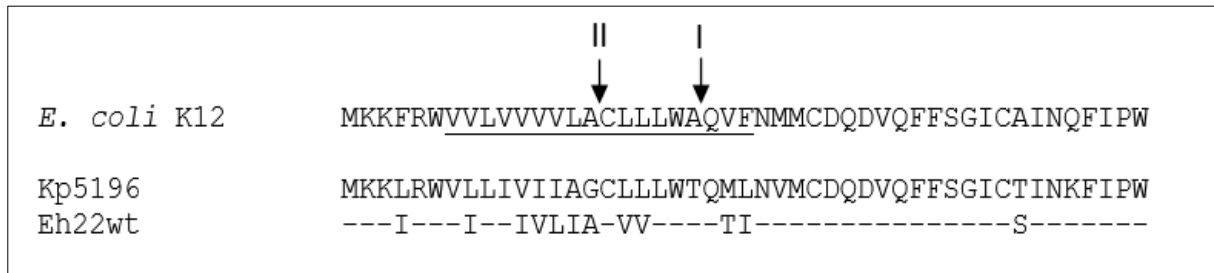 II I
E. coli K12 MKKFRWVVLVVVVLACLLLWAQVFNMMCDQDVQFFSGICAINQFIPW
Kp5196 MKKLRWVLLIVIIAGCLLLWTQMLNVMCDQDVQFFSGICTINKFIPW
Eh22wt ---I---I--IVLIA-VV----TI---------------S-------